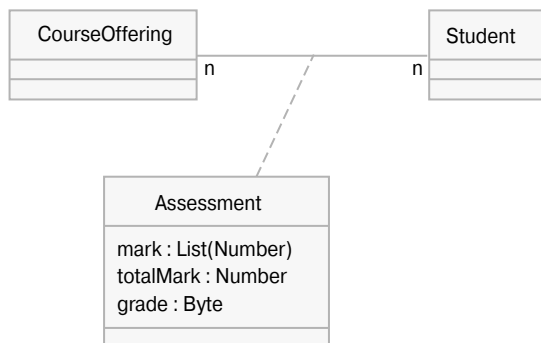 CourseOffering
Student
n
n
Assessment
mark : List(Number)
totalMark : Number
grade : Byte